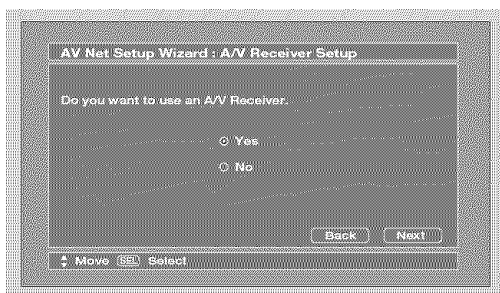 AV Net Setup Wizard : A/V Receiver Setup
Do you want to use an A/V Receiver.
Yes
No
Back Next
Move SEL Select